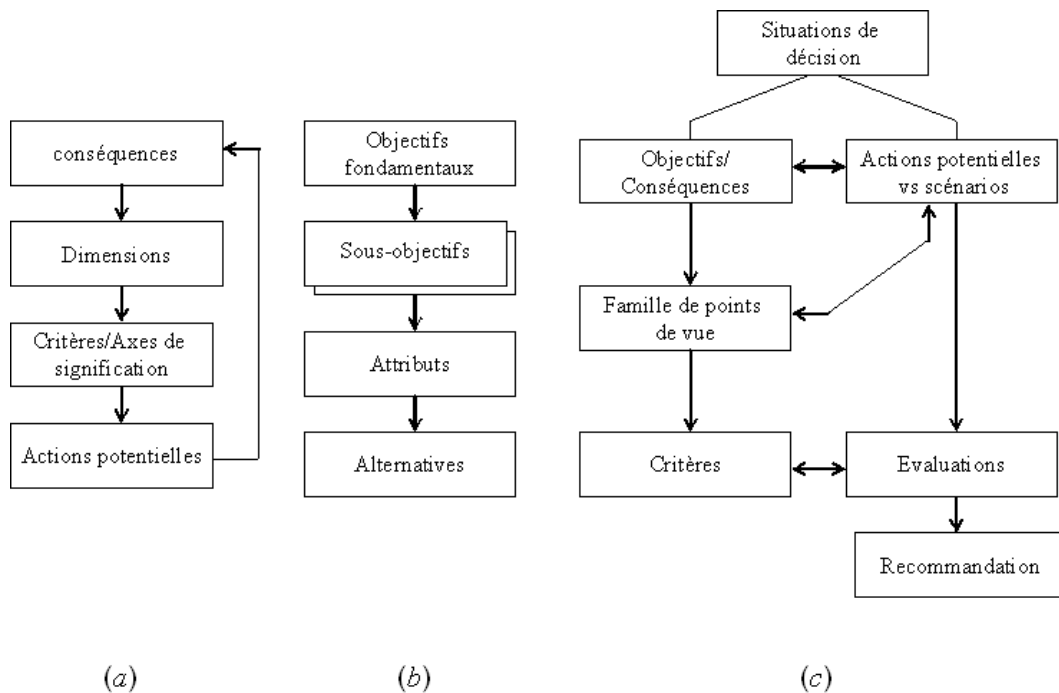 conséquences
Dimensions
Critères/Axes de
signification
Actions potentielles
(a)
Objectifs
fondamentaux
Sous-objectifs
Attributs
Alternatives
(b)
Situations de
décision
Objectifs/
Conséquences
Actions potentielles
vs scénarios
Famille de points
de vue
Critères
Evaluations
Recommandation
(c)